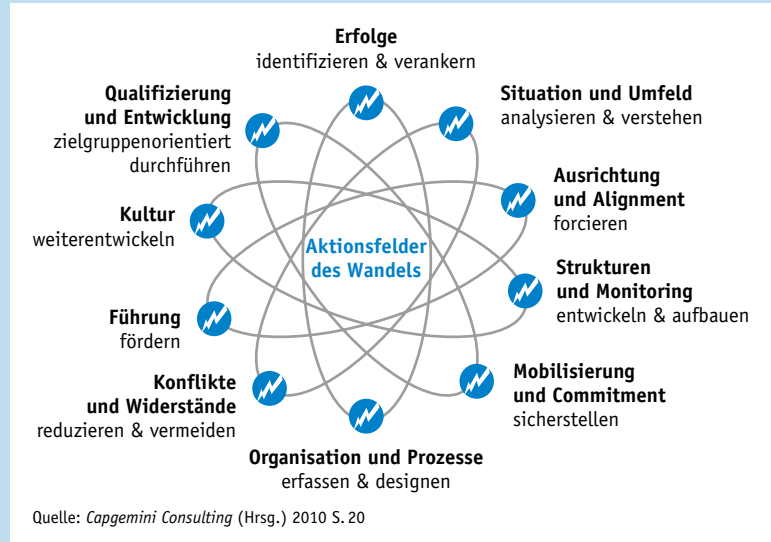 Erfolge
identifizieren & verankern
Situation und Umfeld
analysieren & verstehen
Ausrichtung
und Alignment
forcieren
Strukturen
und Monitoring
entwickeln & aufbauen
Mobilisierung
und Commitment
sicherstellen
Organisation und Prozesse
erfassen & designen
Konflikte
und Widerstände
reduzieren & vermeiden
Führung
fördern
Kultur
weiterentwickeln
Qualifizierung
und Entwicklung
zielgruppenorientiert
durchführen
Aktionsfelder
des Wandels
Quelle: Capgemini Consulting (Hrsg.) 2010 S. 20